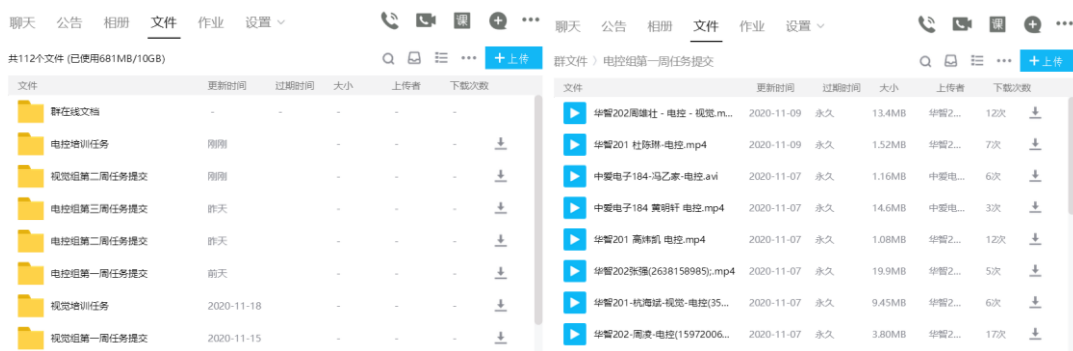 聊天 公告 相册 文件 作业 设置
共112个文件 (已使用681MB/10GB) 上传
文件 更新时间 过期时间 大小 上传者 下载次数
群在线文档 - - - - -
电控培训任务 刚刚 - - -
视觉组第二周任务提交 刚刚 - - -
电控组第三周任务提交 昨天 - - -
电控组第二周任务提交 昨天 - - -
电控组第一周任务提交 前天 - - -
视觉培训任务 2020-11-18 - - -
视觉组第一周任务提交 2020-11-15 - - -
课
聊天 公告 相册 文件 作业 设置
课
群文件 〉电控组第一周任务提交 上传
文件 更新时间 过期时间 大小 上传者 下载次数
华智202周雄壮 - 电控 - 视觉.m... 2020-11-09 永久 13.4MB 华智2... 12次
华智201 杜陈琳-电控.mp4 2020-11-09 永久 1.52MB 华智2... 7次
中爱电子184-冯乙家-电控.avi 2020-11-07 永久 1.16MB 中爱电... 6次
中爱电子184 黄明轩 电控.mp4 2020-11-07 永久 14.6MB 中爱电... 3次
华智201 高炜凯 电控.mp4 2020-11-07 永久 1.08MB 华智2... 12次
华智202张强(2638158985);.mp4 2020-11-07 永久 19.9MB 华智2... 5次
华智201-杭海斌-视觉-电控(35... 2020-11-07 永久 9.45MB 华智2... 6次
华智202-周凌-电控(15972006... 2020-11-07 永久 3.80MB 华智2... 17次